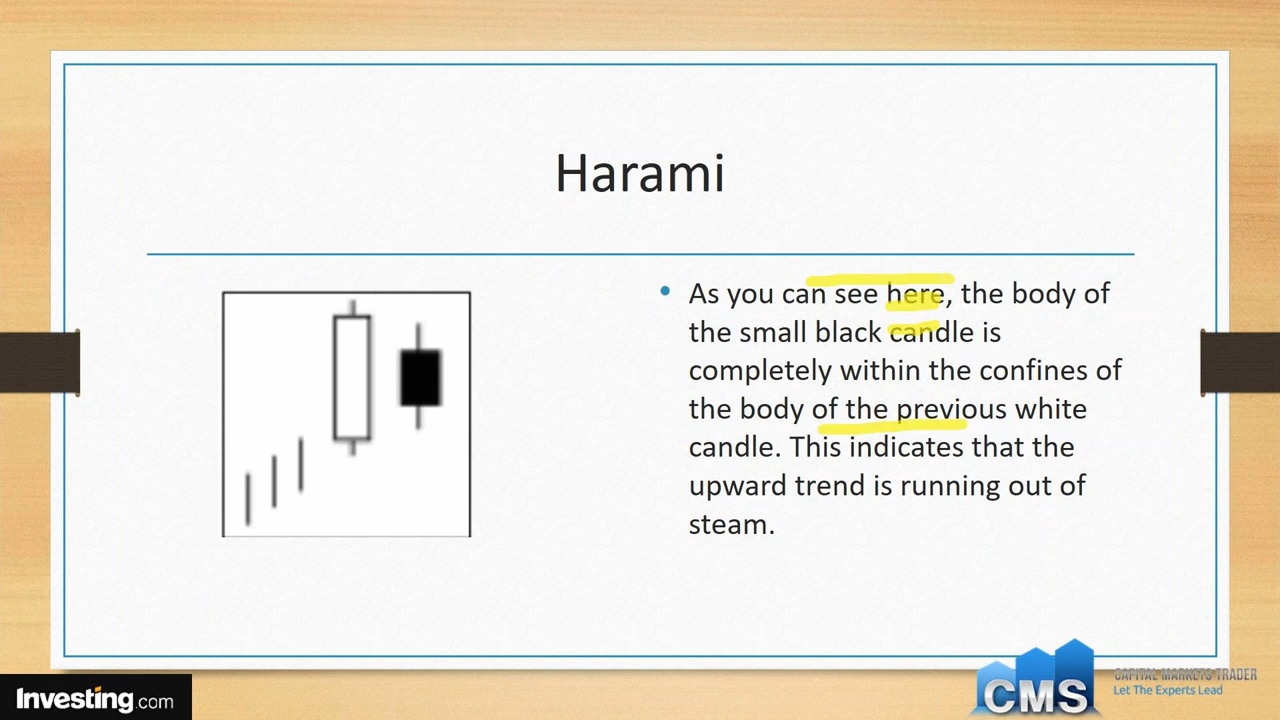 Harami
• As you can see here, the body of
the small black candle is
completely within the confines of
the body of the previous white
candle. This indicates that the
upward trend is running out of
steam.
Investing.com
CMS
CAPITAL MARKETS TRADER
Let The Experts Lead